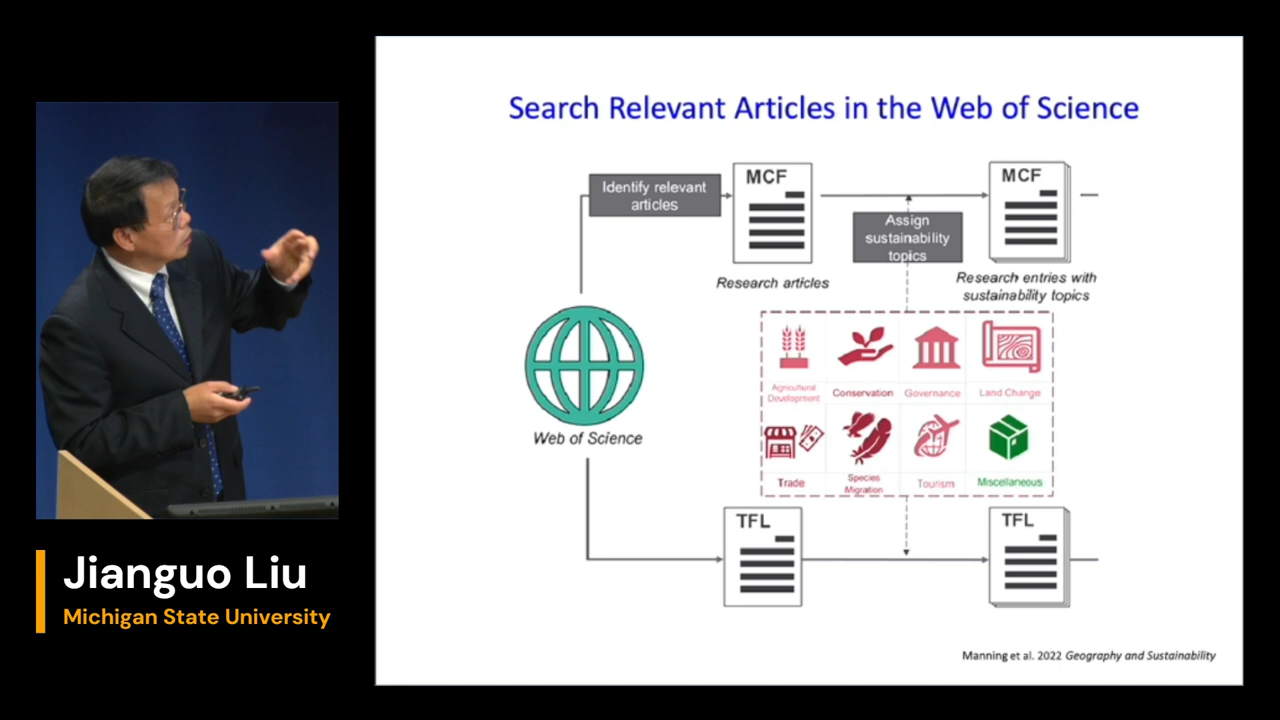 Search Relevant Articles in the Web of Science
Identify relevant
articles
MCF
Assign
sustainability
topics
MCF
Research articles
Research entries with
sustainability topics
Web of Science
Agricultural
Development
Conservation
Governance
Land Change
Trade
Species
Migration
Tourism
Miscellaneous
TFL
TFL
Manning et al. 2022 Geography and Sustainability
Jianguo Liu
Michigan State University